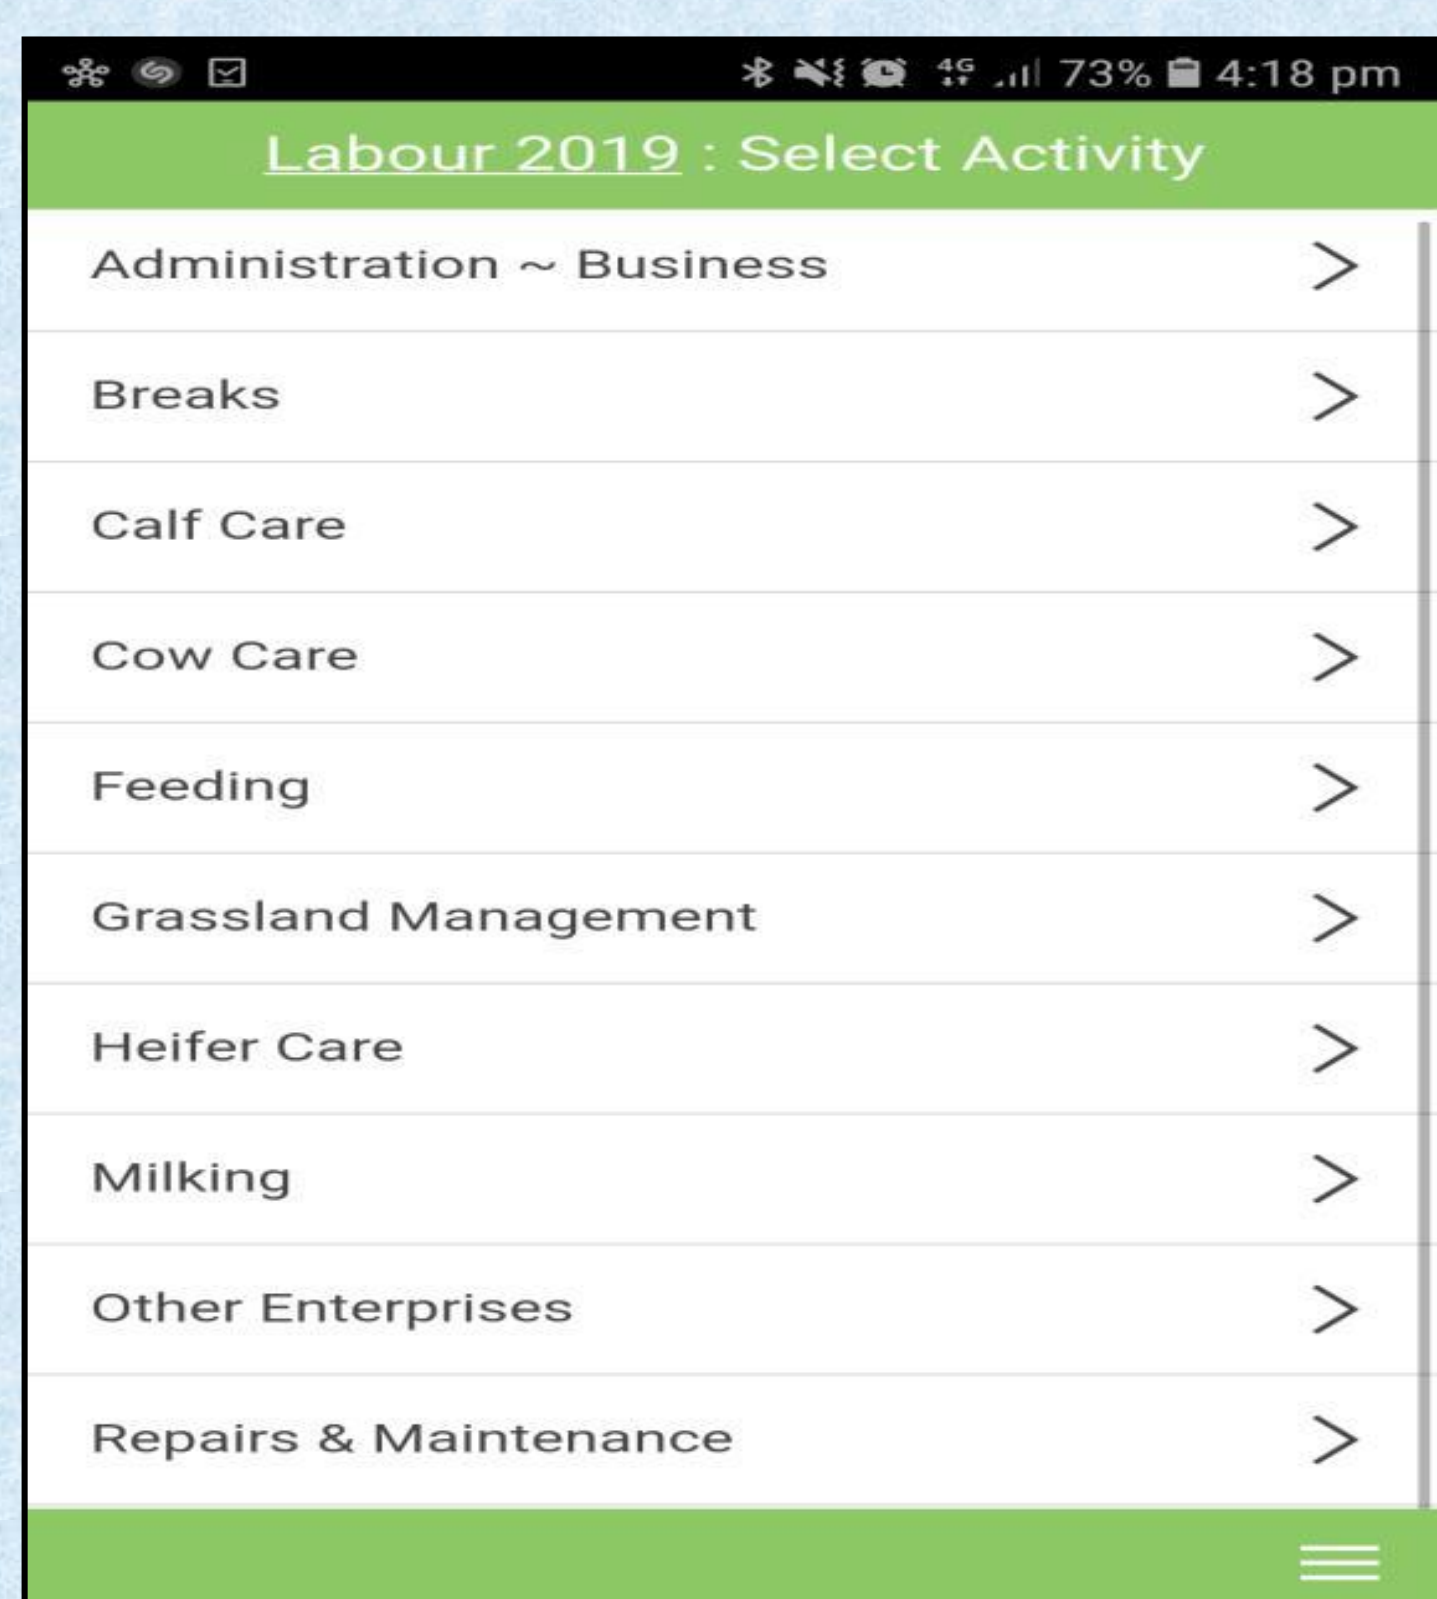 4G 73% 4:18 pm
Labour 2019 : Select Activity
Administration ~ Business
Breaks
Calf Care
Cow Care
Feeding
Grassland Management
Heifer Care
Milking
Other Enterprises
Repairs & Maintenance